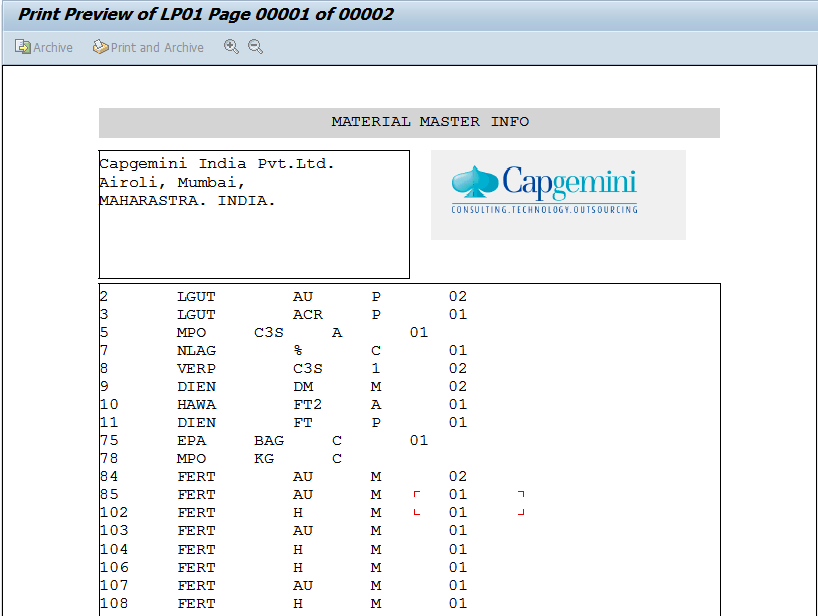 Print Preview of LP01 Page 00001 of 00002
Archive Print and Archive
MATERIAL MASTER INFO
Capgemini India Pvt.Ltd.
Airoli, Mumbai,
MAHARASTRA. INDIA.
Capgemini
CONSULTING.TECHNOLOGY.OUTSOURCING
2 LGUT AU P 02
3 LGUT ACR P 01
5 MPO C3S A 01
7 NLAG % C 01
8 VERP C3S 1 02
9 DIEN DM M 02
10 HAWA FT2 A 01
11 DIEN FT P 01
75 EPA BAG C 01
78 MPO KG C
84 FERT AU M 02
85 FERT AU M 01
102 FERT H M 01
103 FERT AU M 01
104 FERT H M 01
106 FERT H M 01
107 FERT AU M 01
108 FERT H M 01